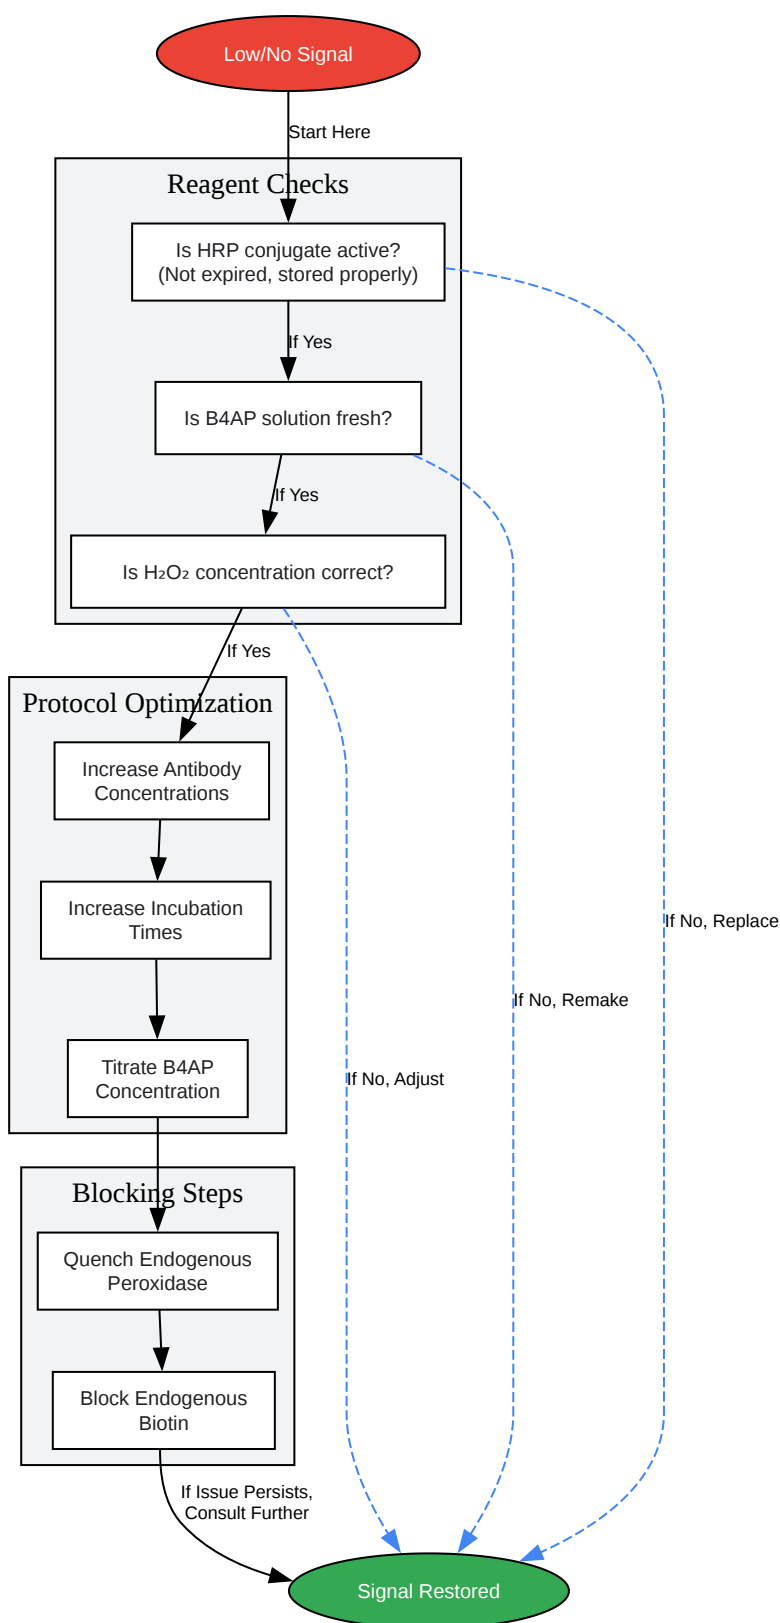 Low/No Signal
Start Here
Reagent Checks
Is HRP conjugate active?
(Not expired, stored properly)
If Yes
Is B4AP solution fresh?
If Yes
Is H₂O₂ concentration correct?
If Yes
Protocol Optimization
Increase Antibody
Concentrations
Increase Incubation
Times
If No, Replace
If No, Remake
Titrate B4AP
Concentration
If No, Adjust
Blocking Steps
Quench Endogenous
Peroxidase
Block Endogenous
Biotin
If Issue Persists,
Consult Further
Signal Restored